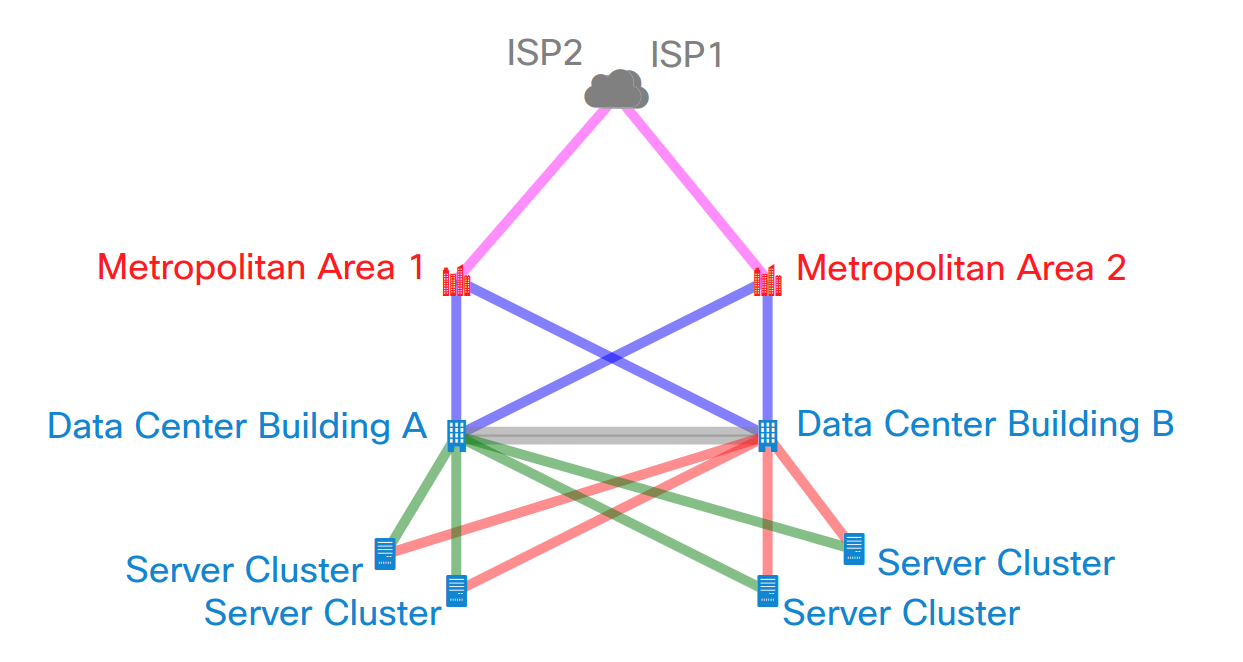 ISP2
ISP1
Metropolitan Area 1
Metropolitan Area 2
Data Center Building A
Data Center Building B
Server Cluster
Server Cluster
Server Cluster
Server Cluster